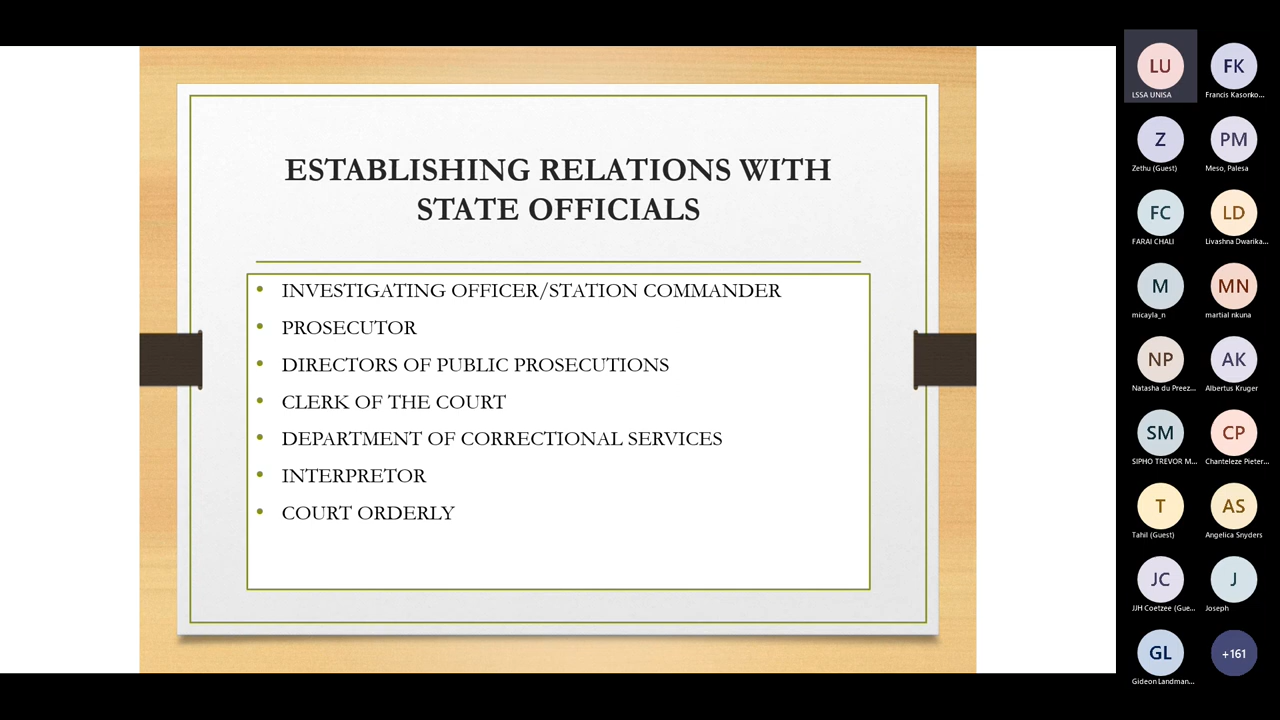 ESTABLISHING RELATIONS WITH
STATE OFFICIALS
• INVESTIGATING OFFICER/STATION COMMANDER
• PROSECUTOR
• DIRECTORS OF PUBLIC PROSECUTIONS
• CLERK OF THE COURT
• DEPARTMENT OF CORRECTIONAL SERVICES
• INTERPRETOR
• COURT ORDERLY
LU
LSSA UNISA
FK
Francis Kasonko...
Z
Zethu (Guest)
PM
Meso, Palesa
FC
FARAI CHALI
LD
Livashna Dwarika...
M
micayla_n
MN
martial nkuna
NP
Natasha du Preez...
AK
Albertus Kruger
SM
SIPHO TREVOR M...
CP
Chanteleze Pieter...
T
Tahil (Guest)
AS
Angelica Snyders
JC
JJH Coetzee (Gue...
J
Joseph
GL
Gideon Landman...
+161